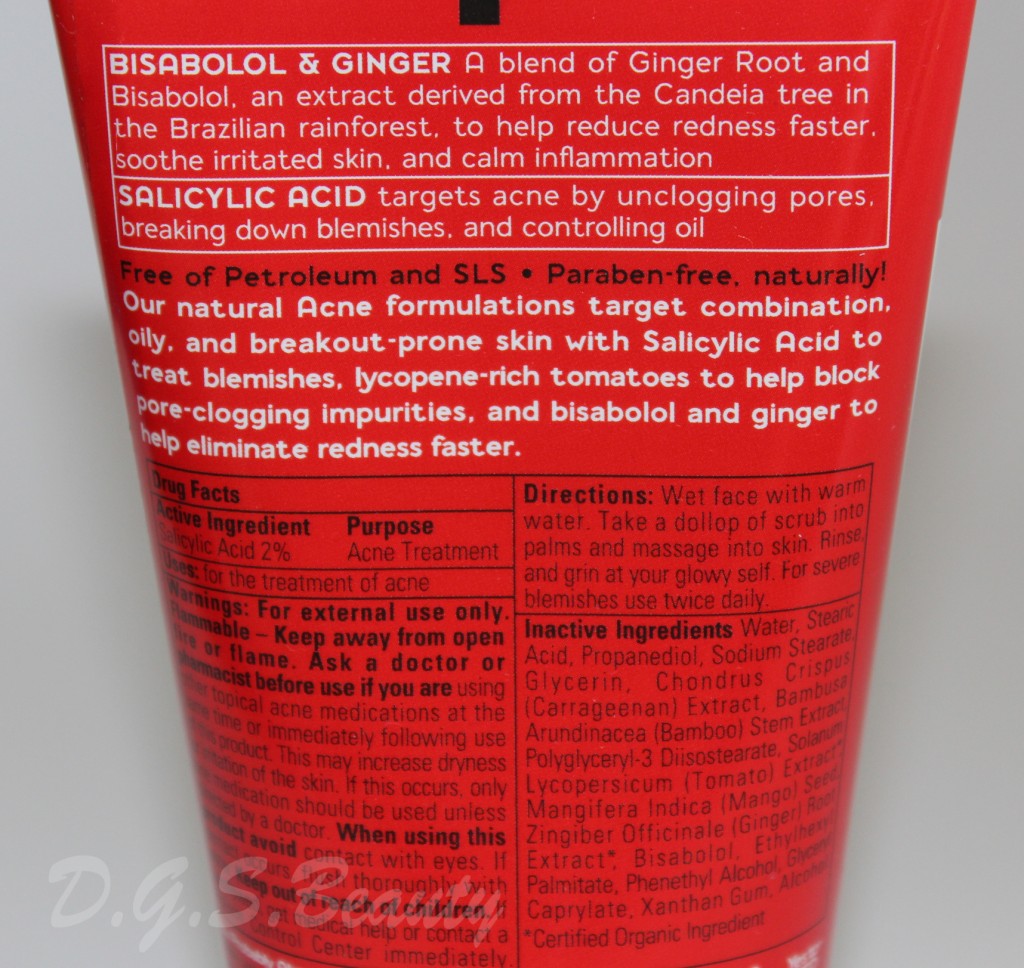 BISABOLOL & GINGER A blend of Ginger Root and
Bisabolol, an extract derived from the Candeia tree in
the Brazilian rainforest, to help reduce redness faster,
soothe irritated skin, and calm inflammation
SALICYLIC ACID targets acne by unclogging pores,
breaking down blemishes, and controlling oil
Free of Petroleum and SLS • Paraben-free, naturally!
Our natural Acne formulations target combination,
oily, and breakout-prone skin with Salicylic Acid to
treat blemishes, lycopene-rich tomatoes to help block
pore-clogging impurities, and bisabolol and ginger to
help eliminate redness faster.
Drug Facts
Active Ingredient Purpose
Salicylic Acid 2% Acne Treatment
Uses: for the treatment of acne
Warnings: For external use only.
Flammable – Keep away from open
fire or flame. Ask a doctor or
pharmacist before use if you are using
other topical acne medications at the
same time or immediately following use
this product. This may increase dryness
of the skin. If this occurs, only
medication should be used unless
by a doctor. When using this
product avoid contact with eyes. If
thoroughly with
Keep out of reach of children. If
medical help or contact a
Control Center immediately.
Directions: Wet face with warm
water. Take a dollop of scrub into
palms and massage into skin. Rinse,
and grin at your glowy self. For severe
blemishes use twice daily.
Inactive Ingredients Water, Stearic
Acid, Propanediol, Sodium Stearate,
Glycerin, Chondrus Crispus
(Carrageenan) Extract, Bambusa
Arundinacea (Bamboo) Stem Extract,
Polyglyceryl-3 Diisostearate, Solanum
Lycopersicum (Tomato) Extract*,
Mangifera Indica (Mango) Seed,
Zingiber Officinale (Ginger) Root
Extract*, Bisabolol, Ethylhexyl
Palmitate, Phenethyl Alcohol, Glyceryl
Caprylate, Xanthan Gum, Alcohol
*Certified Organic Ingredient
D.G.S.Beauty